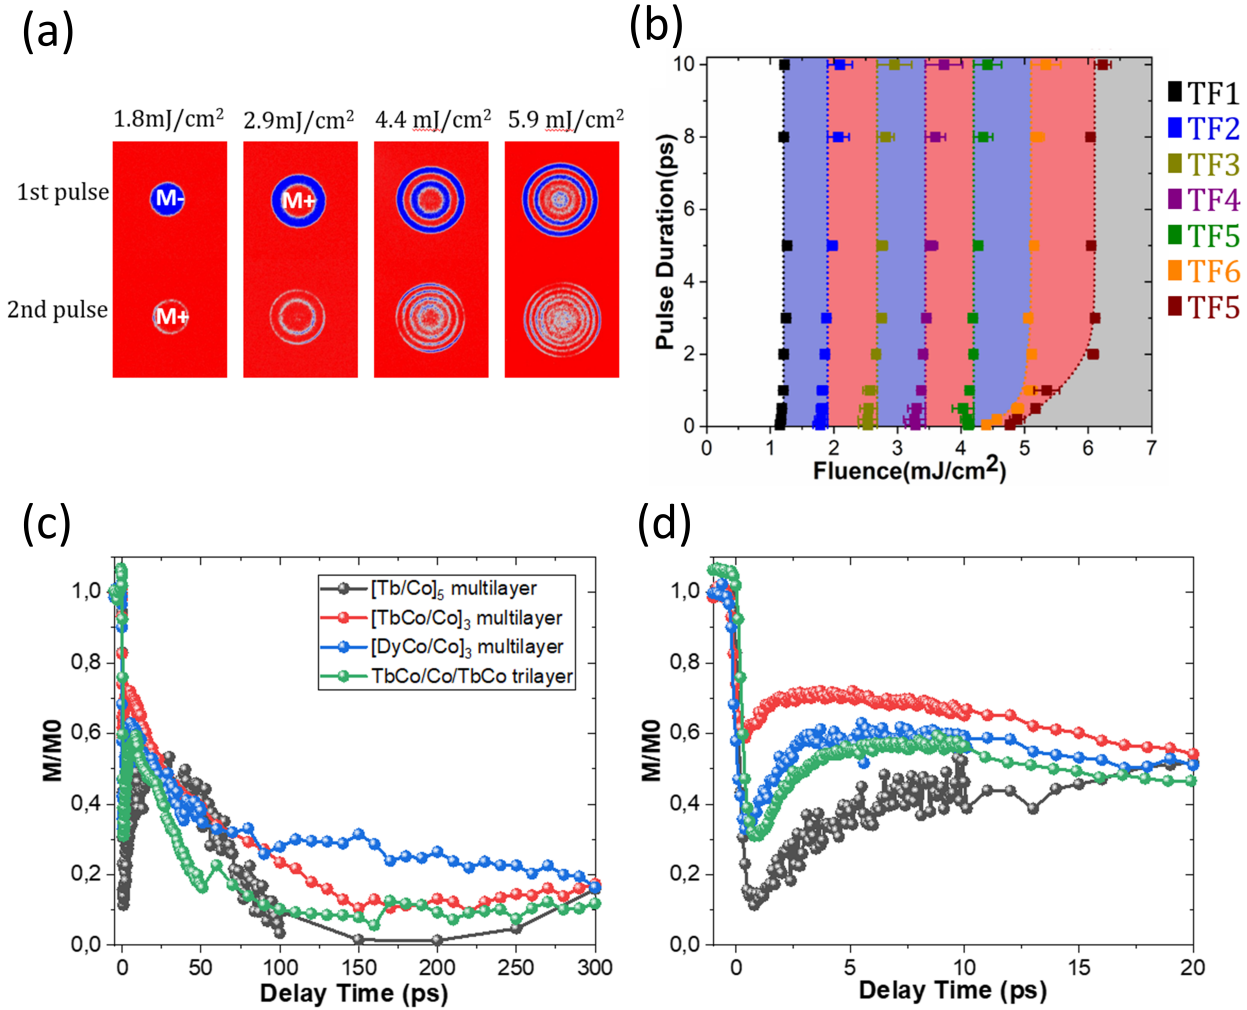 (a)
1.8mJ/cm2 2.9mJ/cm2 4.4 mJ/cm2 5.9 mJ/cm2
1st pulse
M- M+
2nd pulse
M+
(b)
Pulse Duration(ps)
10
8
6
4
2
0
0 1 2 3 4 5 6 7
Fluence(mJ/cm2)
TF1
TF2
TF3
TF4
TF5
TF6
TF5
(c)
M/M0
1,0
0,8
0,6
0,4
0,2
0,0
[Tb/Co]5 multilayer
[TbCo/Co]3 multilayer
[DyCo/Co]3 multilayer
TbCo/Co/TbCo trilayer
0 50 100 150 200 250 300
Delay Time (ps)
(d)
M/M0
1,0
0,8
0,6
0,4
0,2
0,0
0 5 10 15 20
Delay Time (ps)